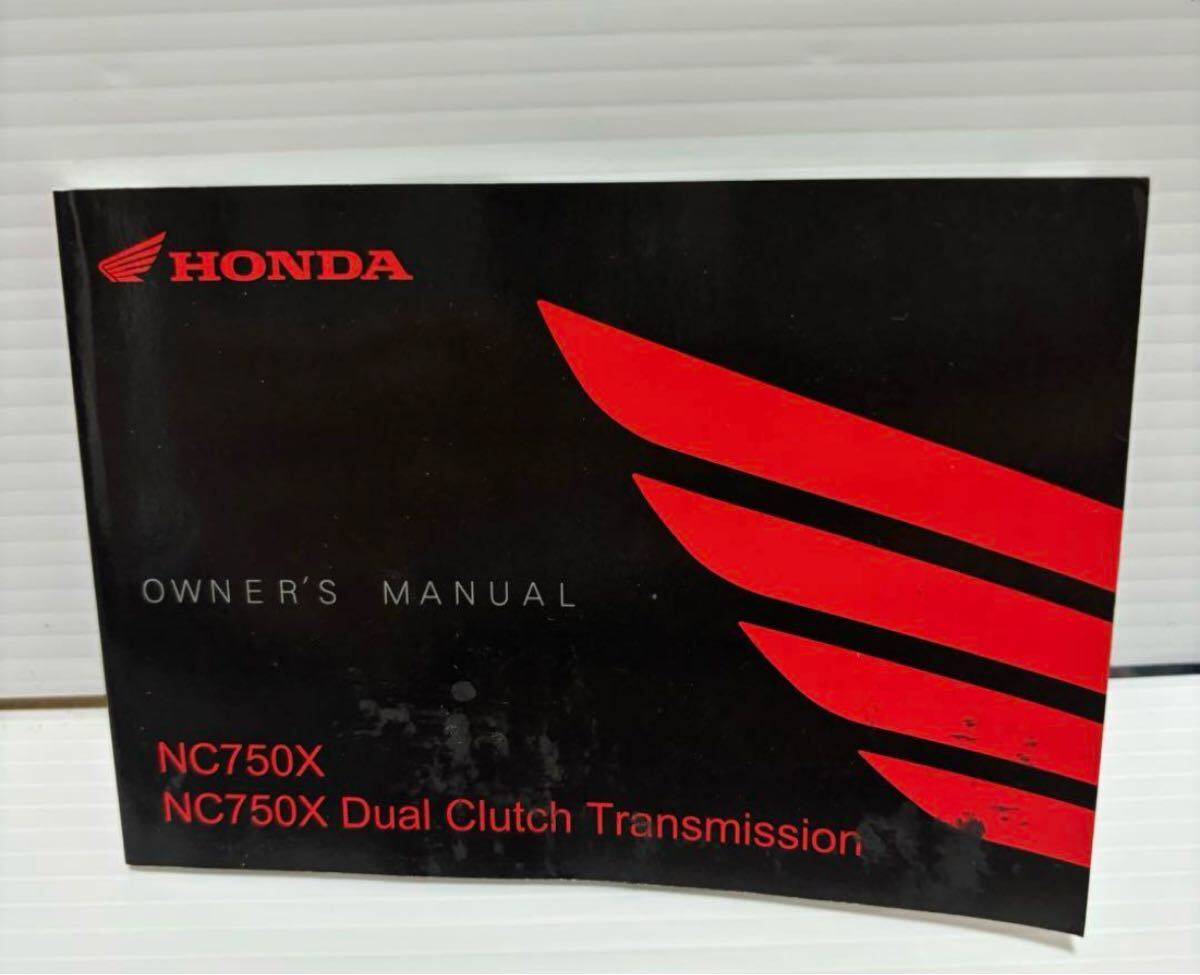 HONDA
OWNER'S MANUAL
NC750X
NC750X Dual Clutch Transmission